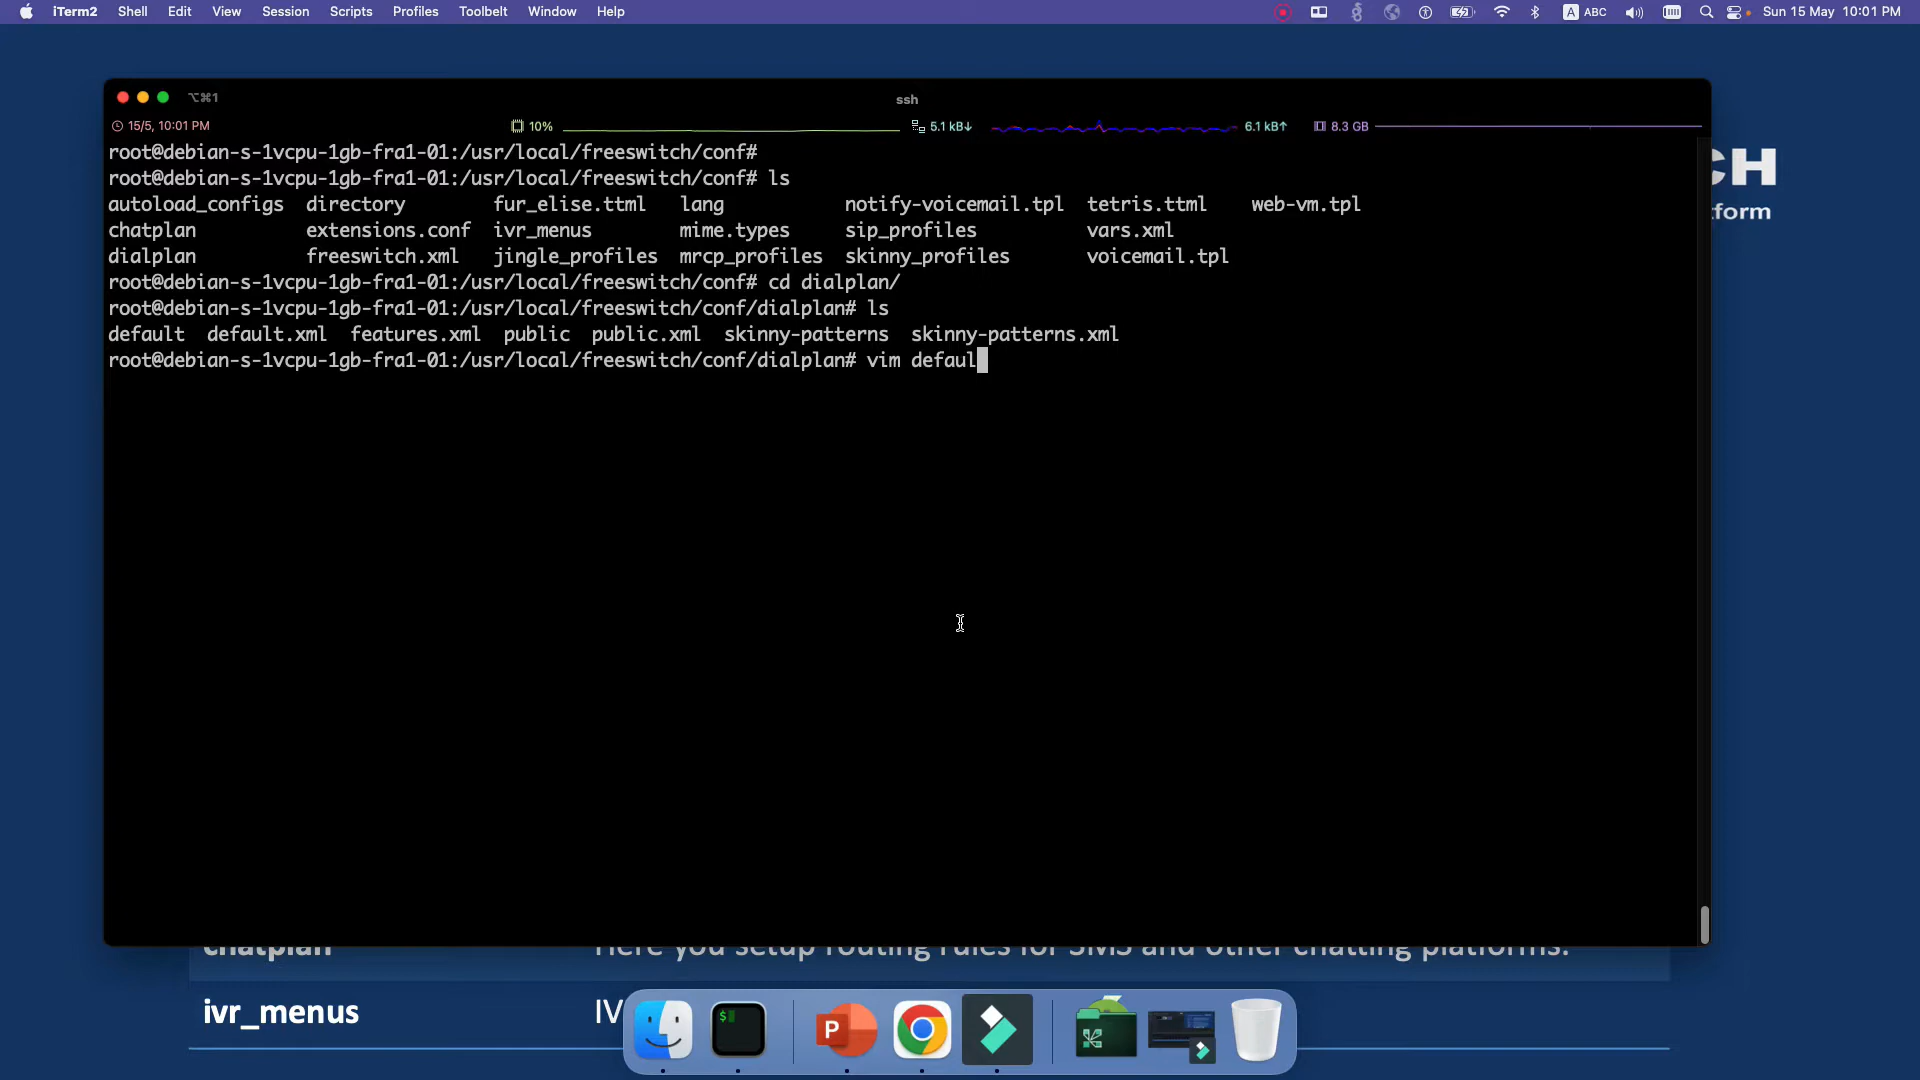 iTerm2 Shell Edit View Session Scripts Profiles Toolbelt Window Help A ABC Sun 15 May 10:01 PM
⌥⌘1 ssh
15/5, 10:01 PM 10% 5.1 kB↓ 6.1 kB↑ 8.3 GB
root@debian-s-1vcpu-1gb-fra1-01:/usr/local/freeswitch/conf#
root@debian-s-1vcpu-1gb-fra1-01:/usr/local/freeswitch/conf# ls
autoload_configs directory fur_elise.ttml lang notify-voicemail.tpl tetris.ttml web-vm.tpl
chatplan extensions.conf ivr_menus mime.types sip_profiles vars.xml
dialplan freeswitch.xml jingle_profiles mrcp_profiles skinny_profiles voicemail.tpl
root@debian-s-1vcpu-1gb-fra1-01:/usr/local/freeswitch/conf# cd dialplan/
root@debian-s-1vcpu-1gb-fra1-01:/usr/local/freeswitch/conf/dialplan# ls
default default.xml features.xml public public.xml skinny-patterns skinny-patterns.xml
root@debian-s-1vcpu-1gb-fra1-01:/usr/local/freeswitch/conf/dialplan# vim defaul
CH
form
chatplan Here you setup routing rules for SMS and other chatting platforms.
ivr_menus IV
$
P